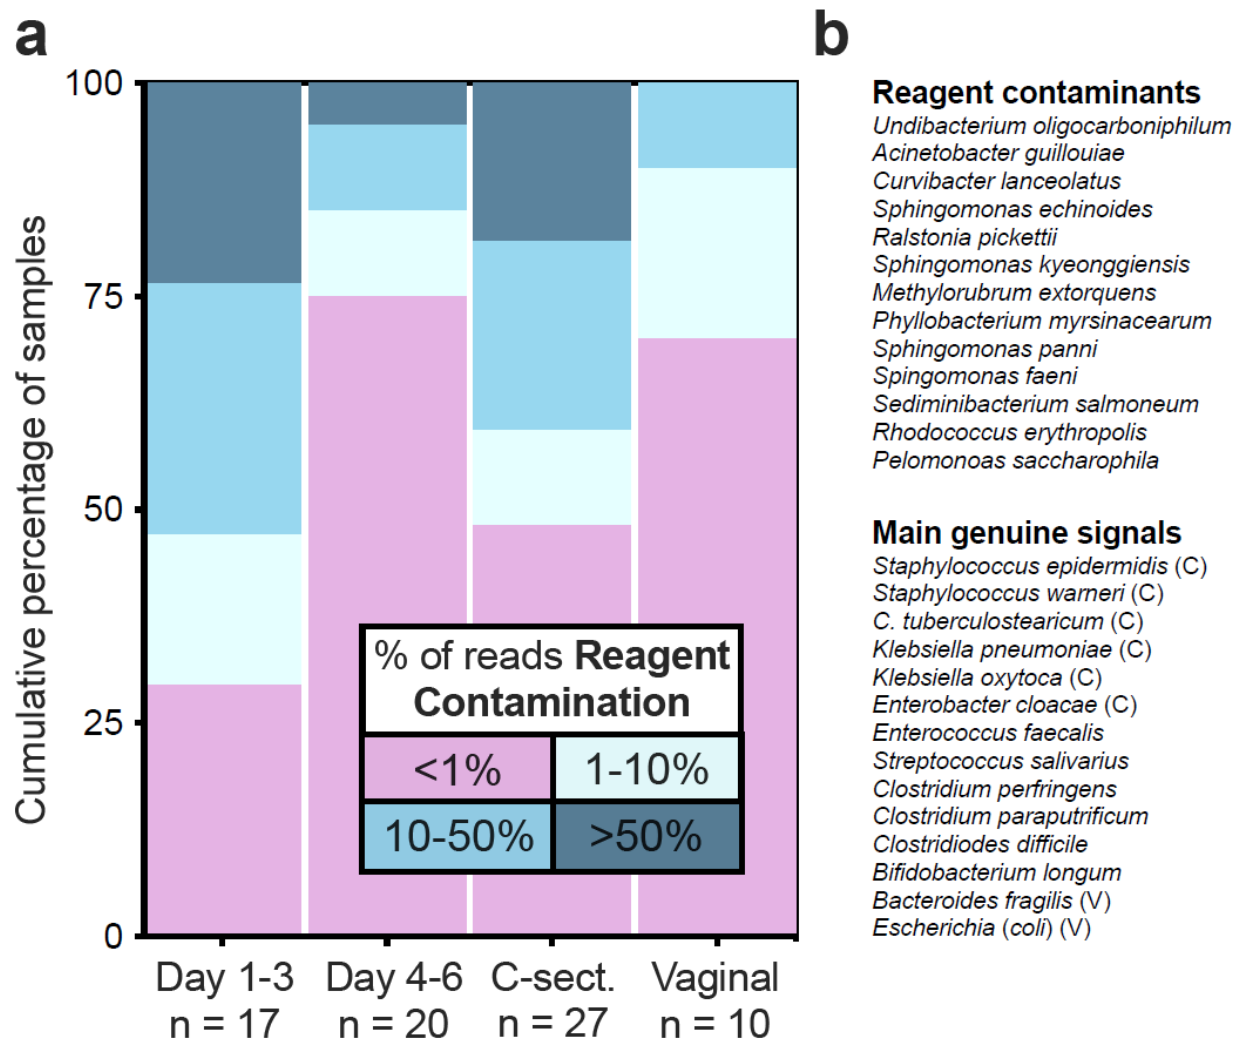 a
b
Cumulative percentage of samples
100
75
50
25
0
% of reads Reagent
Contamination
<1%
1-10%
10-50%
>50%
Day 1-3
n = 17
Day 4-6
n = 20
C-sect.
n = 27
Vaginal
n = 10
Reagent contaminants
Undibacterium oligocarboniphilum
Acinetobacter guillouiae
Curvibacter lanceolatus
Sphingomonas echinoides
Ralstonia pickettii
Sphingomonas kyeonggiensis
Methylorubrum extorquens
Phyllobacterium myrsinacearum
Sphingomonas panni
Spingomonas faeni
Sediminibacterium salmoneum
Rhodococcus erythropolis
Pelomonoas saccharophila
Main genuine signals
Staphylococcus epidermidis (C)
Staphylococcus warneri (C)
C. tuberculostearicum (C)
Klebsiella pneumoniae (C)
Klebsiella oxytoca (C)
Enterobacter cloacae (C)
Enterococcus faecalis
Streptococcus salivarius
Clostridium perfringens
Clostridium paraputrificum
Clostridiodes difficile
Bifidobacterium longum
Bacteroides fragilis (V)
Escherichia (coli) (V)